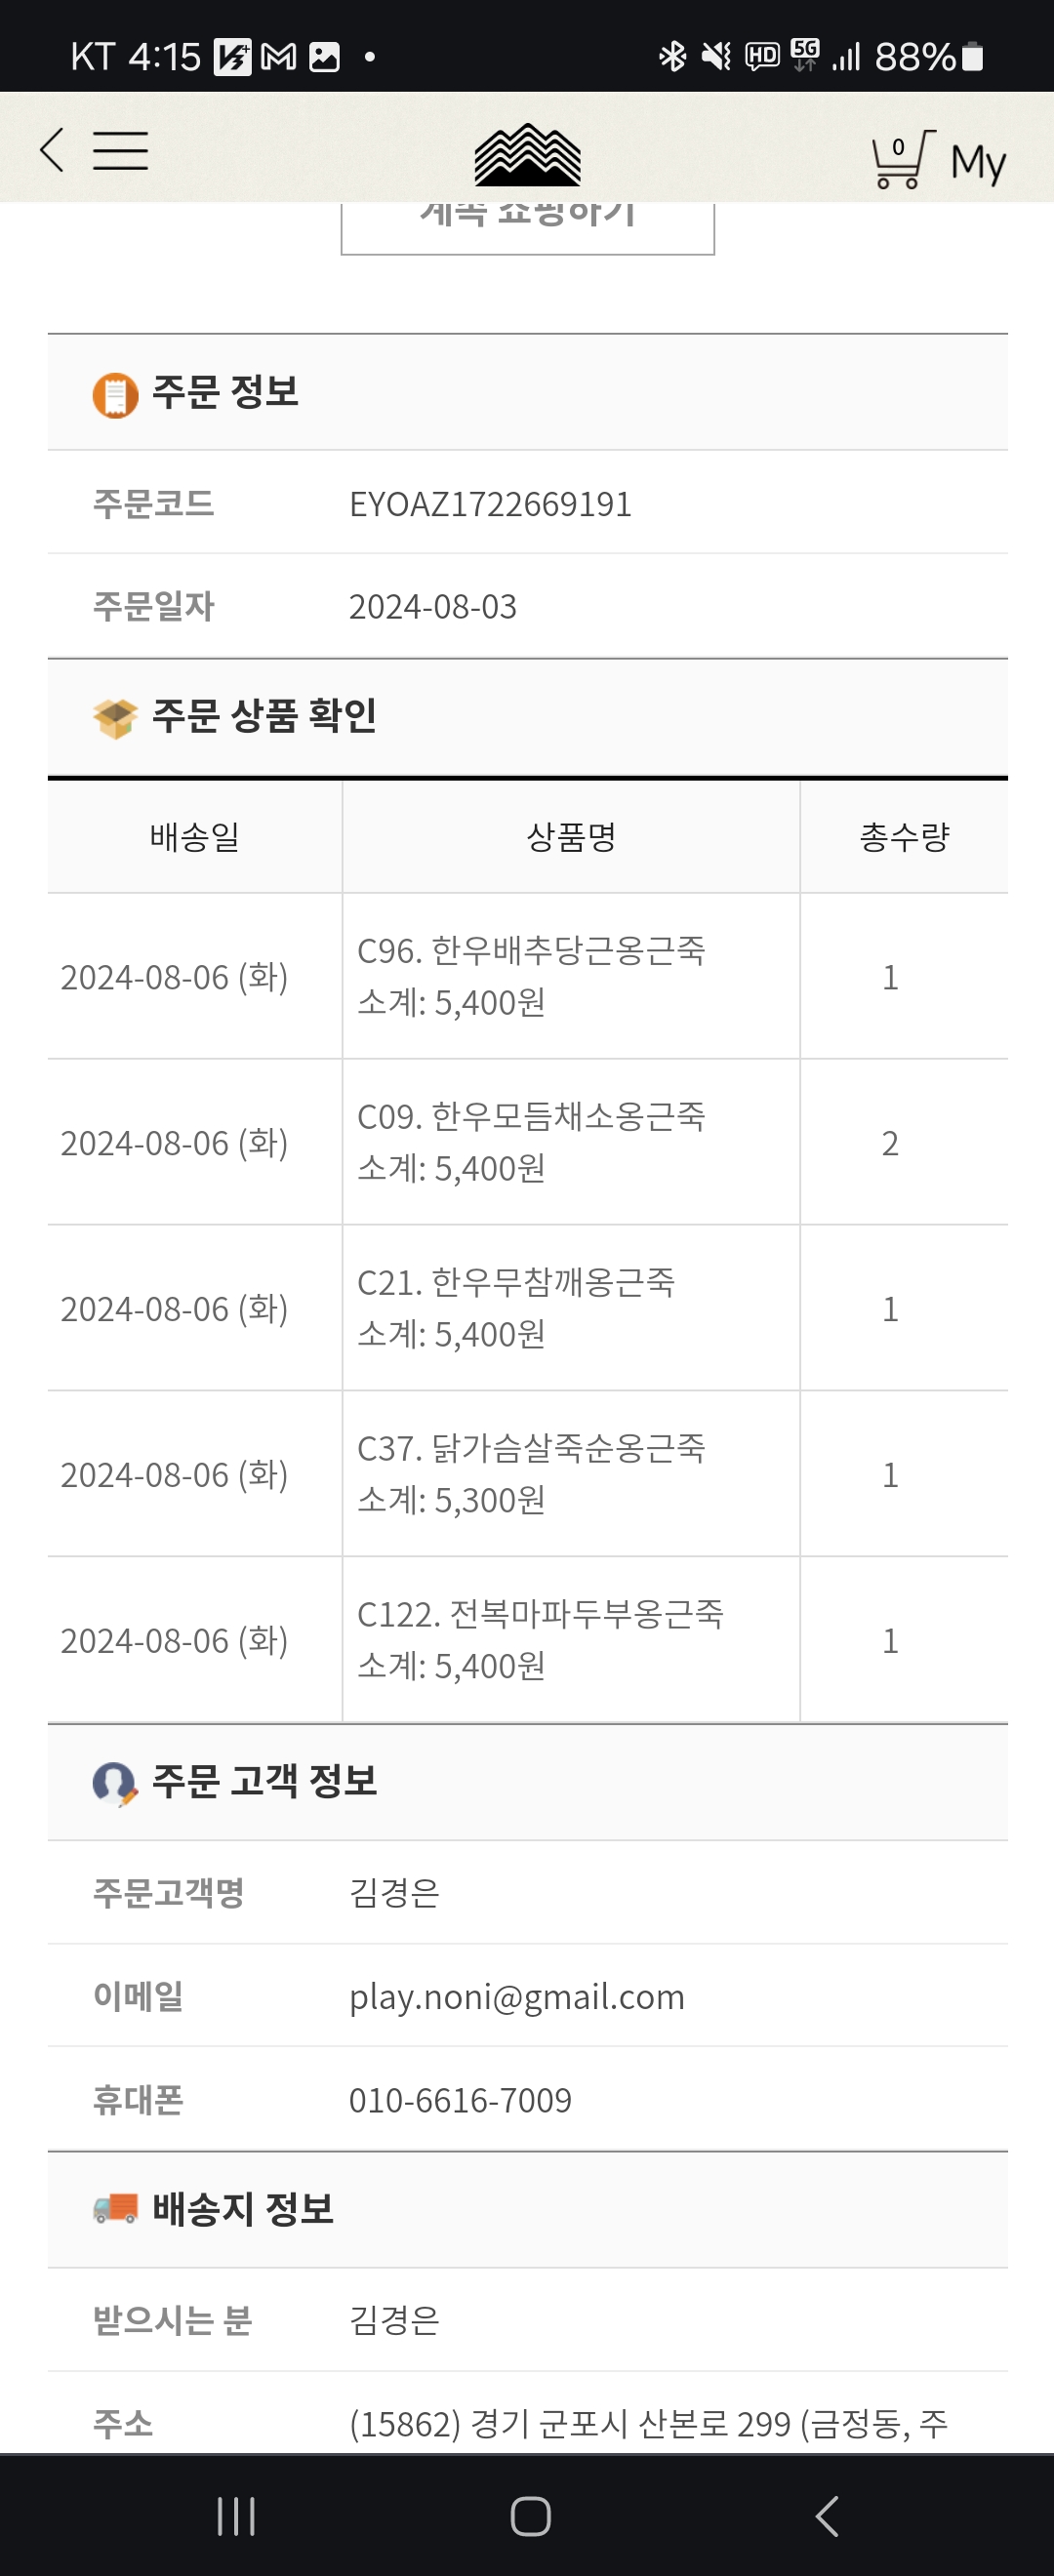 KT 4:15
HD 5G 88%
0
My
계속 쇼핑하기
주문 정보
주문코드 EYOAZ1722669191
주문일자 2024-08-03
주문 상품 확인
배송일 상품명 총수량
2024-08-06 (화) C96. 한우배추당근옹근죽 1
소계: 5,400원
2024-08-06 (화) C09. 한우모듬채소옹근죽 2
소계: 5,400원
2024-08-06 (화) C21. 한우무참깨옹근죽 1
소계: 5,400원
2024-08-06 (화) C37. 닭가슴살죽순옹근죽 1
소계: 5,300원
2024-08-06 (화) C122. 전복마파두부옹근죽 1
소계: 5,400원
주문 고객 정보
주문고객명 김경은
이메일 play.noni@gmail.com
휴대폰 010-6616-7009
배송지 정보
받으시는 분 김경은
주소 (15862) 경기 군포시 산본로 299 (금정동, 주